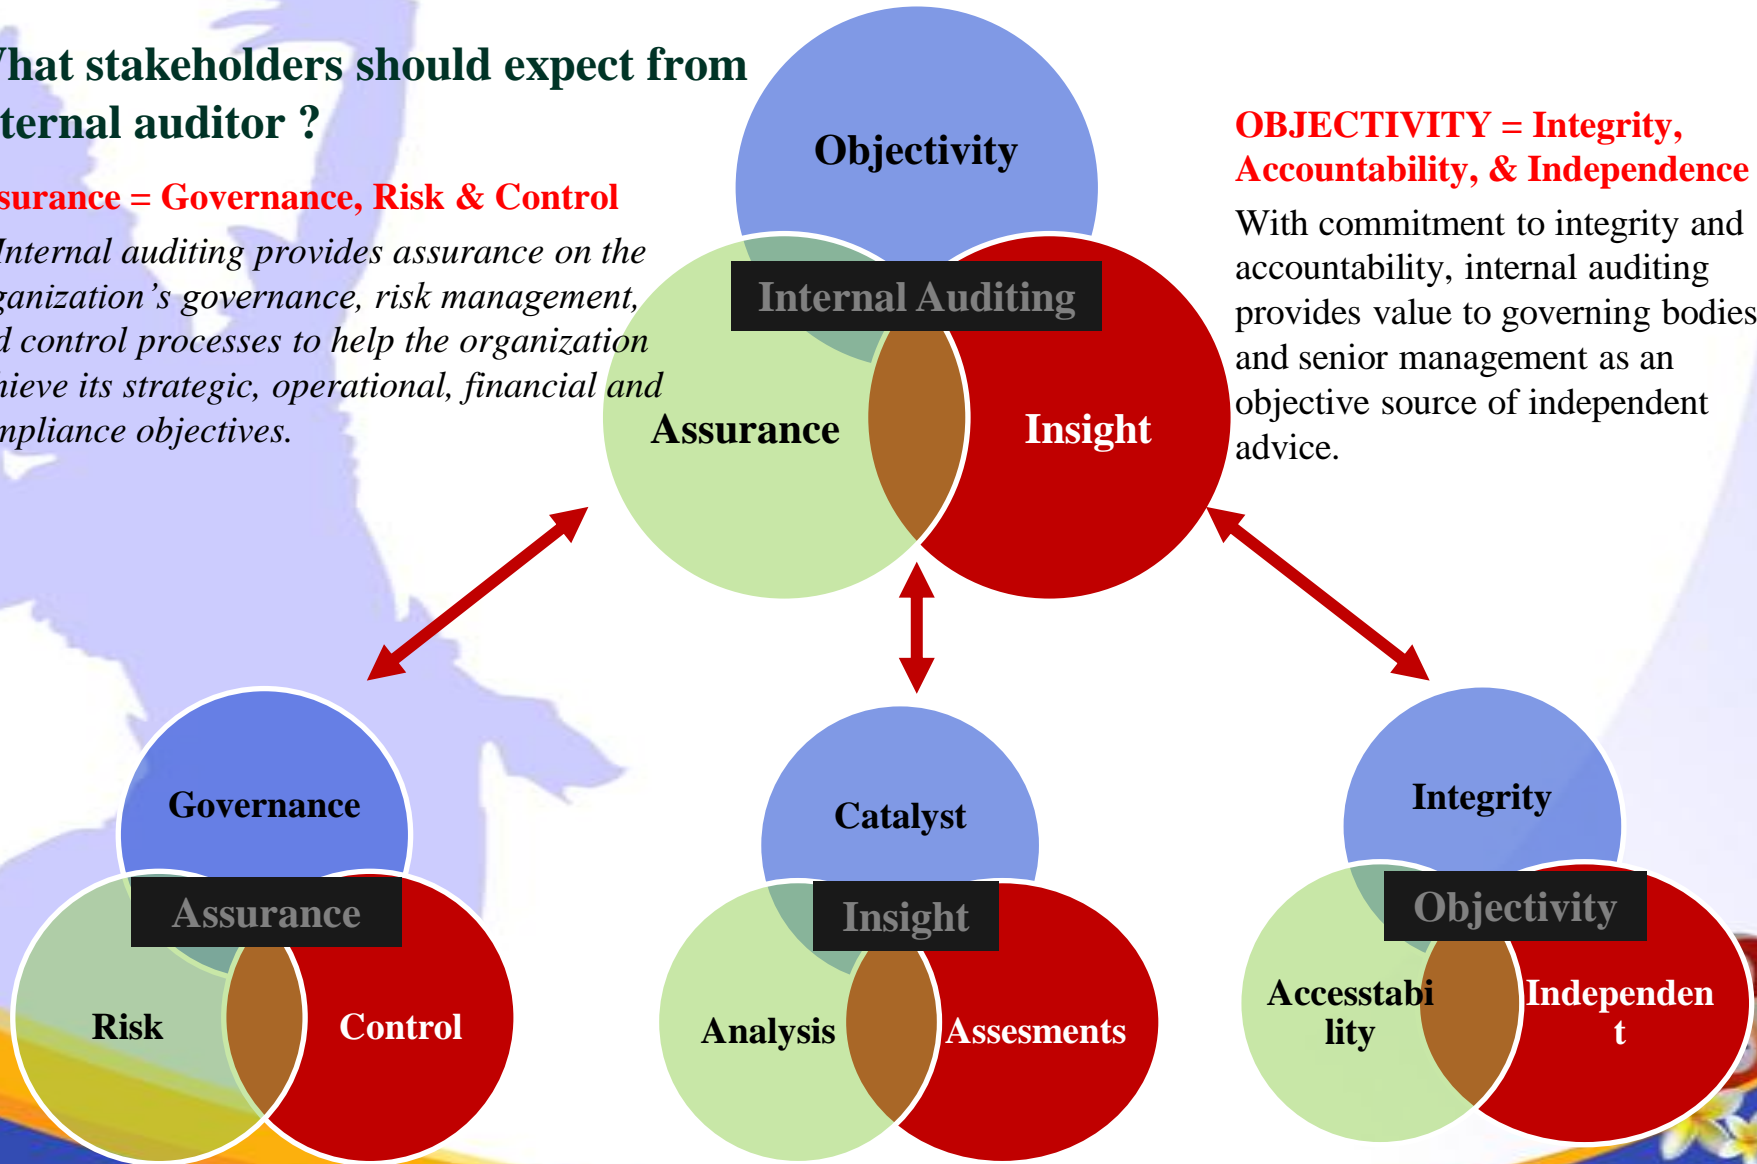 hat stakeholders should expect from
ternal auditor ?
surance = Governance, Risk & Control
Internal auditing provides assurance on the
ganization’s governance, risk management,
d control processes to help the organization
hieve its strategic, operational, financial and
mpliance objectives.
Objectivity
Internal Auditing
Assurance
Insight
OBJECTIVITY = Integrity,
Accountability, & Independence
With commitment to integrity and
accountability, internal auditing
provides value to governing bodies
and senior management as an
objective source of independent
advice.
Governance
Assurance
Risk
Control
Catalyst
Insight
Analysis
Assesments
Integrity
Objectivity
Accesstabi
lity
Independen
t